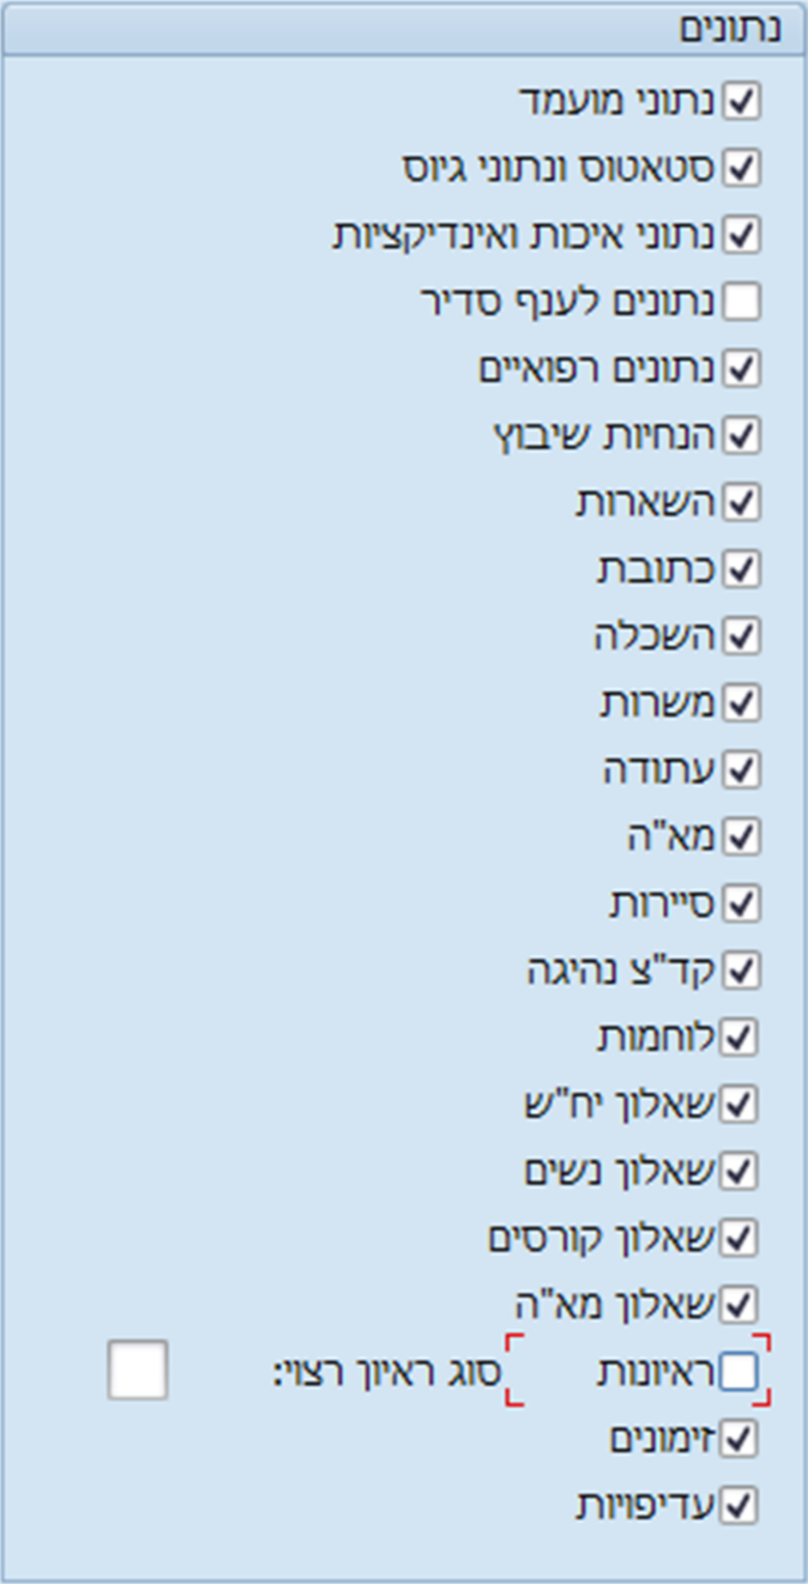 נתונים
נתוני מועמד
סטאטוס ונתוני גיוס
נתוני איכות ואינדיקציות
נתונים לענף סדיר
נתונים רפואיים
הנחיות שיבוץ
השארות
כתובת
השכלה
משרות
עתודה
מא"ה
סיירות
קד"צ נהיגה
לוחמות
שאלון יח"ש
שאלון נשים
שאלון קורסים
שאלון מא"ה
ראיונות סוג ראיון רצוי:
זימונים
עדיפויות